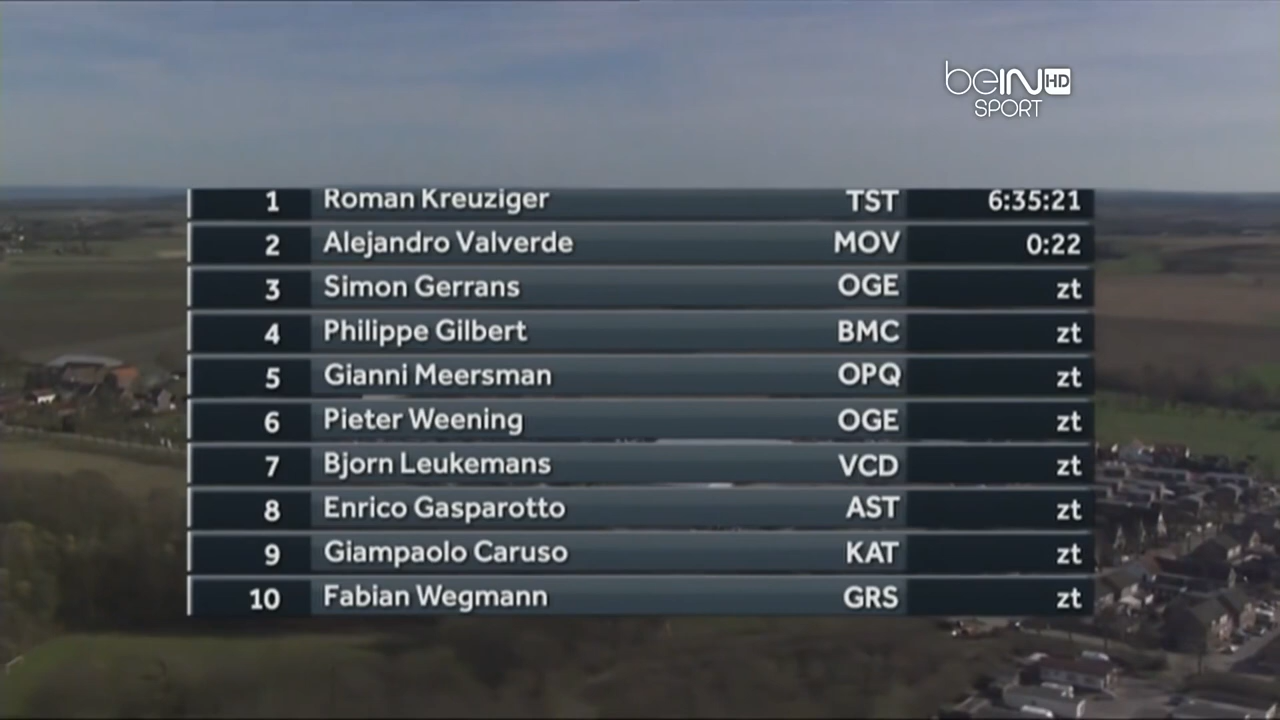 beIN HD
SPORT
1 Roman Kreuziger TST 6:35:21
2 Alejandro Valverde MOV 0:22
3 Simon Gerrans OGE zt
4 Philippe Gilbert BMC zt
5 Gianni Meersman OPQ zt
6 Pieter Weening OGE zt
7 Bjorn Leukemans VCD zt
8 Enrico Gasparotto AST zt
9 Giampaolo Caruso KAT zt
10 Fabian Wegmann GRS zt